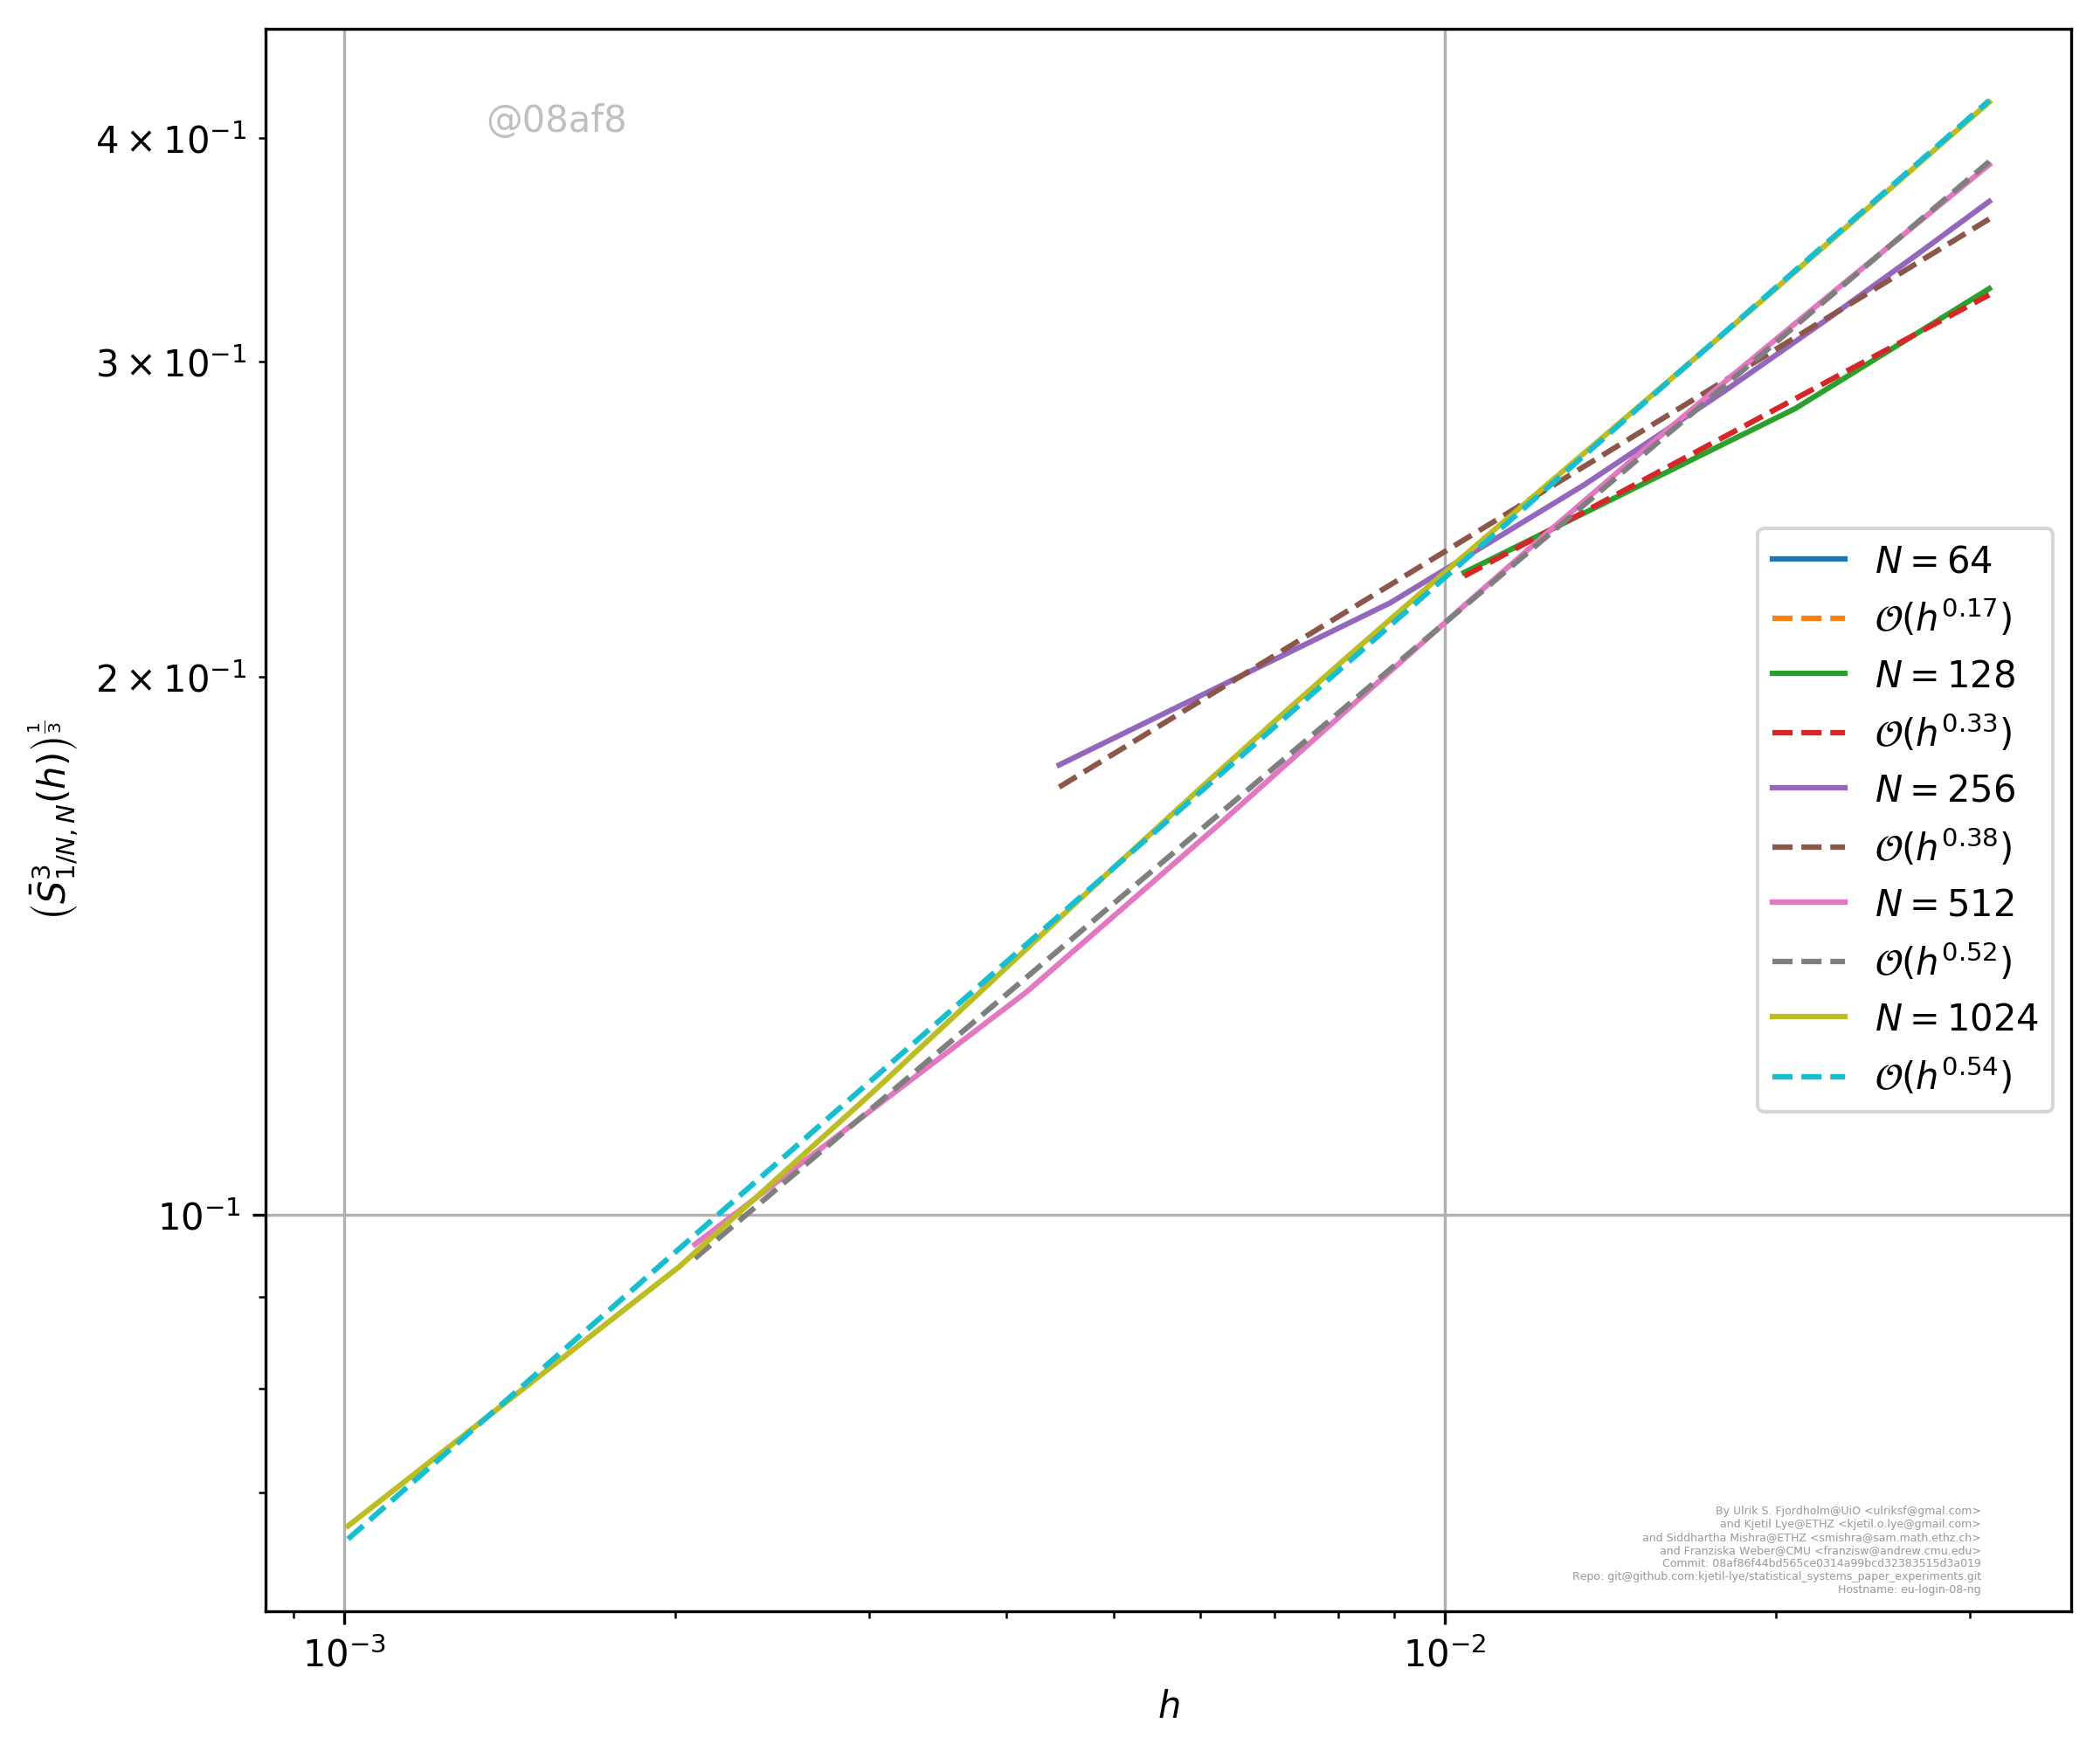 @08af8
4 × 10⁻¹
3 × 10⁻¹
2 × 10⁻¹
10⁻¹
(S̄³₁/N,N(h))^(1/3)
N = 64
𝒪(h^0.17)
N = 128
𝒪(h^0.33)
N = 256
𝒪(h^0.38)
N = 512
𝒪(h^0.52)
N = 1024
𝒪(h^0.54)
By Ulrik S. Fjordholm@UiO <ulriksf@gmal.com>
and Kjetil Lye@ETHZ <kjetil.o.lye@gmail.com>
and Siddhartha Mishra@ETHZ <smishra@sam.math.ethz.ch>
and Franziska Weber@CMU <franzisw@andrew.cmu.edu>
Commit: 08af86f44bd565ce0314a99bcd32383515d3a019
Repo: git@github.com:kjetil-lye/statistical_systems_paper_experiments.git
Hostname: eu-login-08-ng
10⁻³
10⁻²
h